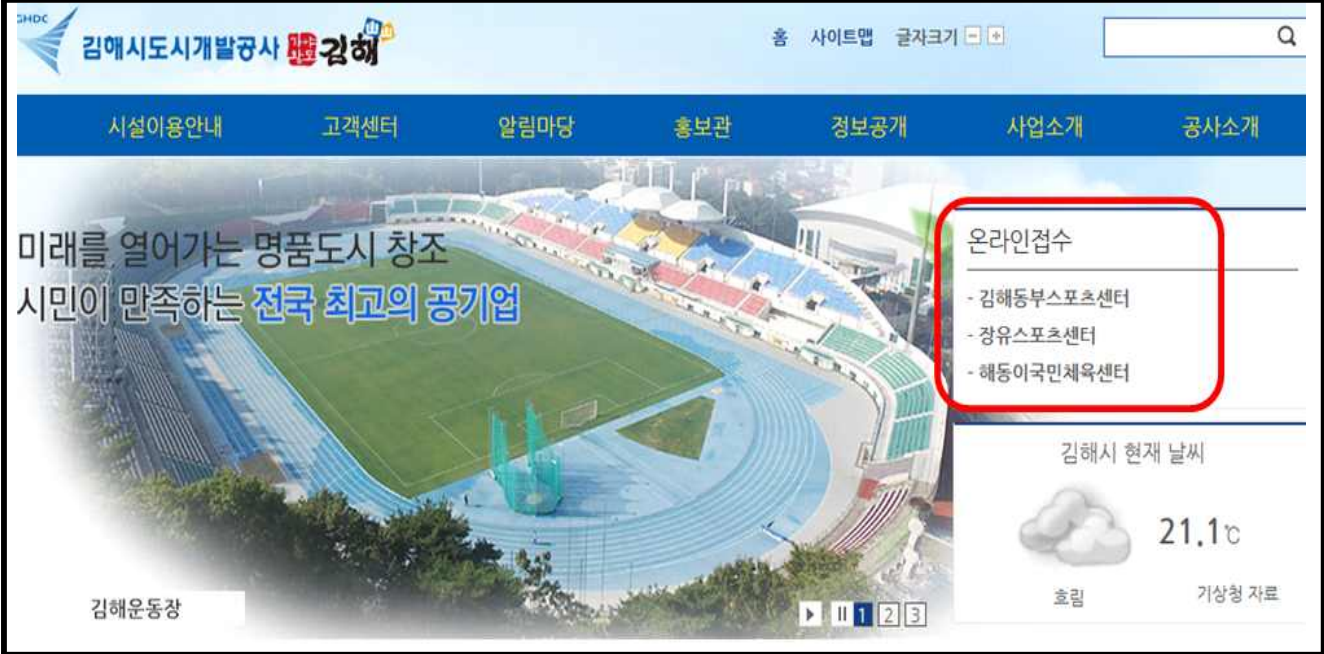 GHDC
김해시도시개발공사 가야왕도 김해
홈 사이트맵 글자크기
시설이용안내 고객센터 알림마당 홍보관 정보공개 사업소개 공사소개
미래를 열어가는 명품도시 창조
시민이 만족하는 전국 최고의 공기업
온라인접수
- 김해동부스포츠센터
- 장유스포츠센터
- 해동이국민체육센터
김해시 현재 날씨
21.1℃
흐림 기상청 자료
김해운동장
1 2 3